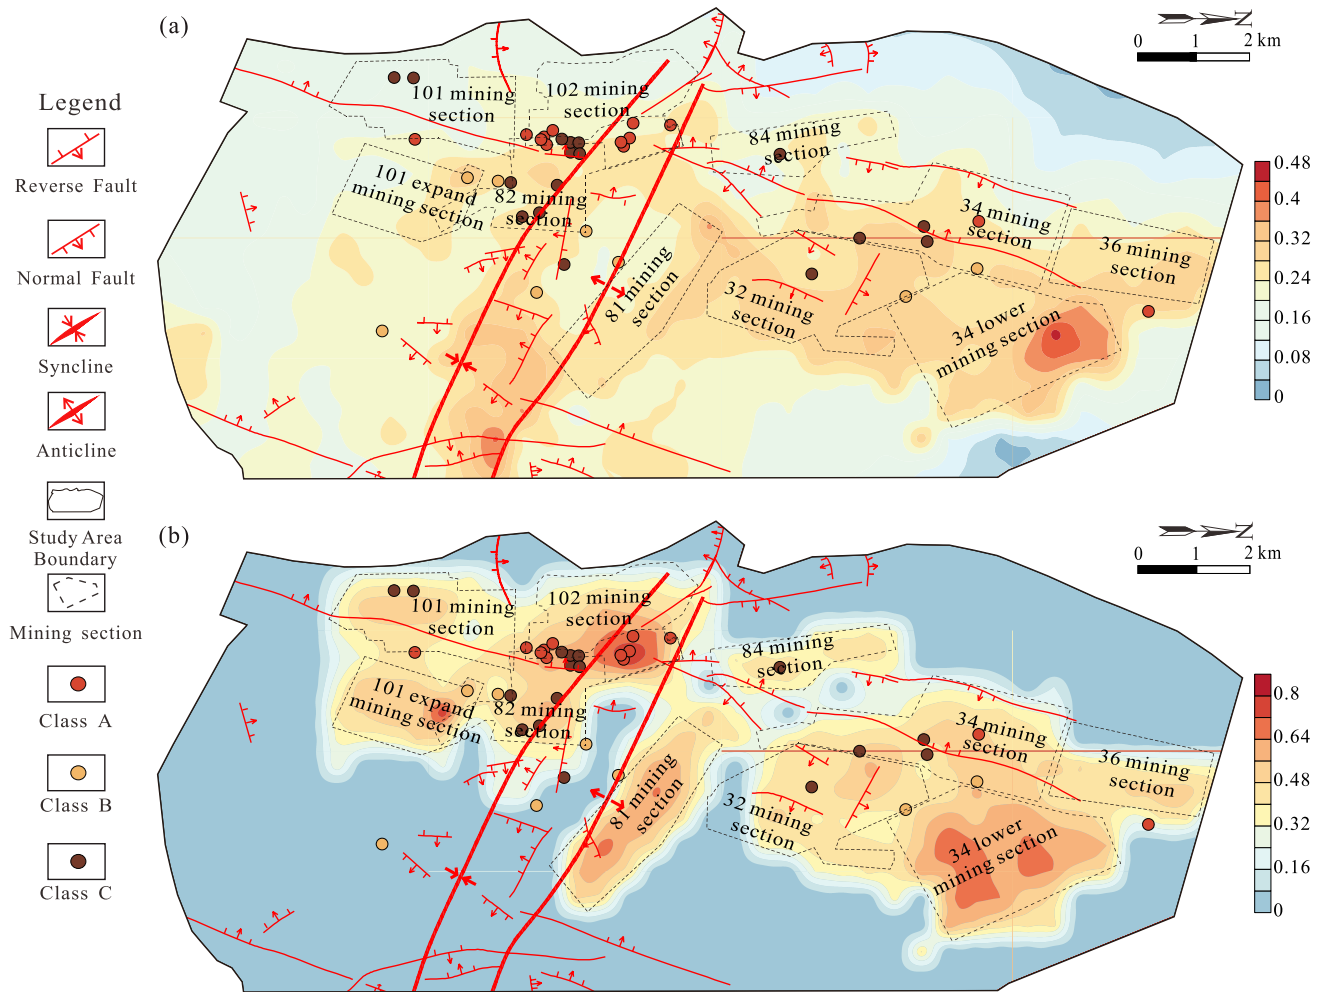 (a)
N
0 1 2 km
Legend
Reverse Fault
Normal Fault
Syncline
Anticline
Study Area
Boundary
Mining section
Class A
Class B
Class C
101 mining
section
102 mining
section
84 mining
section
101 expand
mining section
82 mining
section
81 mining
section
34 mining
section
36 mining
section
32 mining
section
34 lower
mining section
0.48
0.4
0.32
0.24
0.16
0.08
0
(b)
N
0 1 2 km
101 mining
section
102 mining
section
84 mining
section
101 expand
mining section
82 mining
section
81 mining
section
34 mining
section
36 mining
section
32 mining
section
34 lower
mining section
0.8
0.64
0.48
0.32
0.16
0